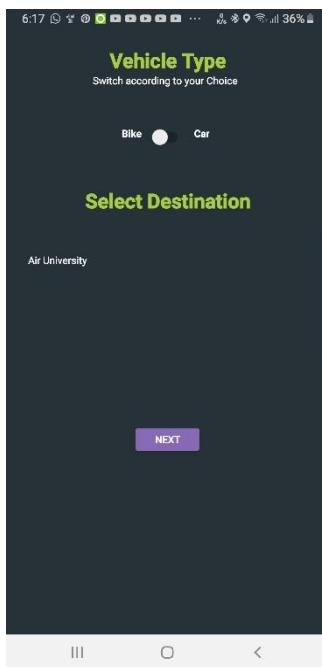 6:17 ... 36%
Vehicle Type
Switch according to your Choice
Bike Car
Select Destination
Air University
NEXT